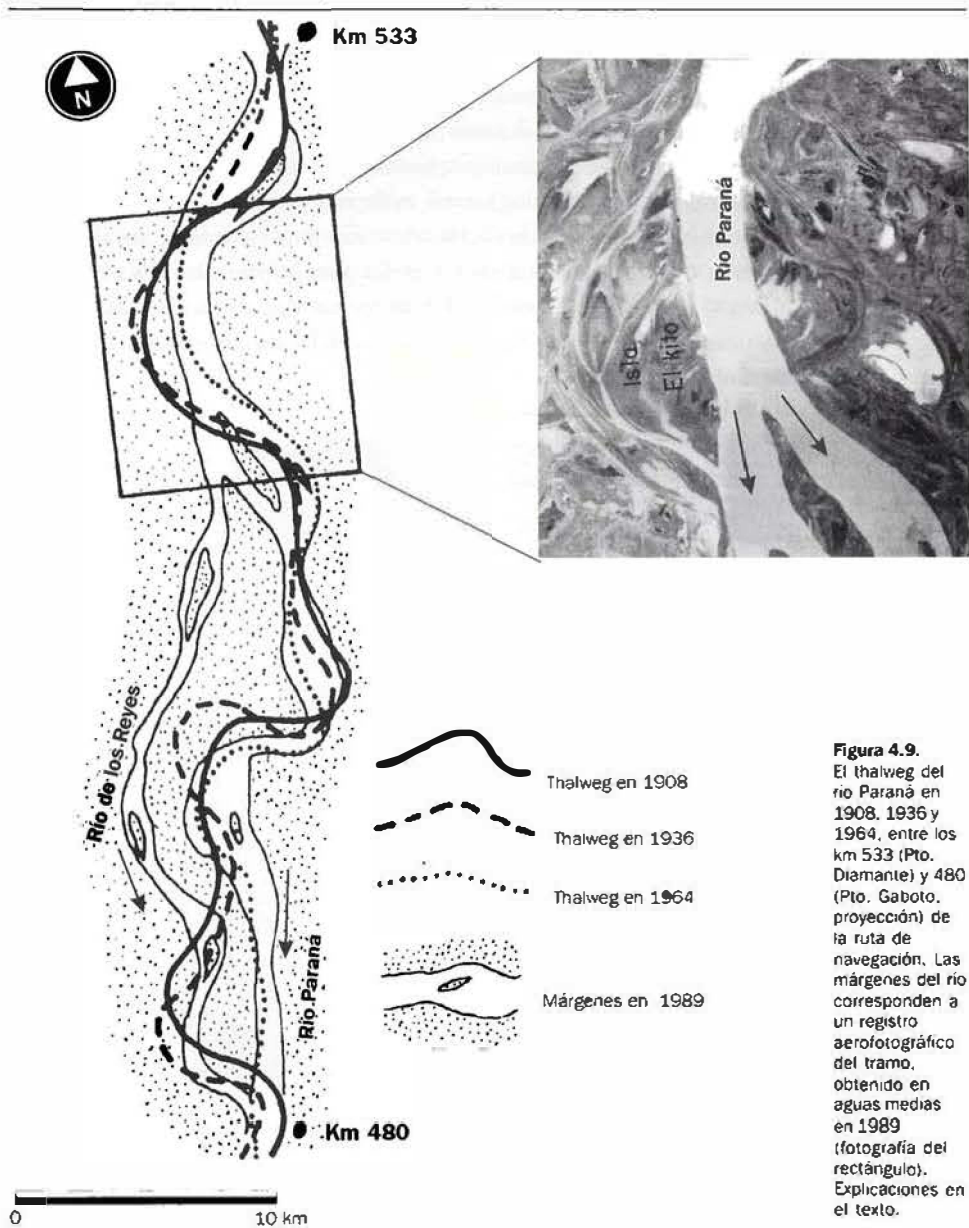 Km 533
N
Río Paraná
Isla
El kito
Río de los Reyes
Río Paraná
Thalweg en 1908
Thalweg en 1936
Thalweg en 1964
Márgenes en 1989
Km 480
0 10 km
Figura 4.9.
El thalweg del
río Paraná en
1908, 1936 y
1964, entre los
km 533 (Pto.
Diamante) y 480
(Pto. Gaboto,
proyección) de
la ruta de
navegación. Las
márgenes del río
corresponden a
un registro
aerofotográfico
del tramo,
obtenido en
aguas medias
en 1989
(fotografía del
rectángulo).
Explicaciones en
el texto.